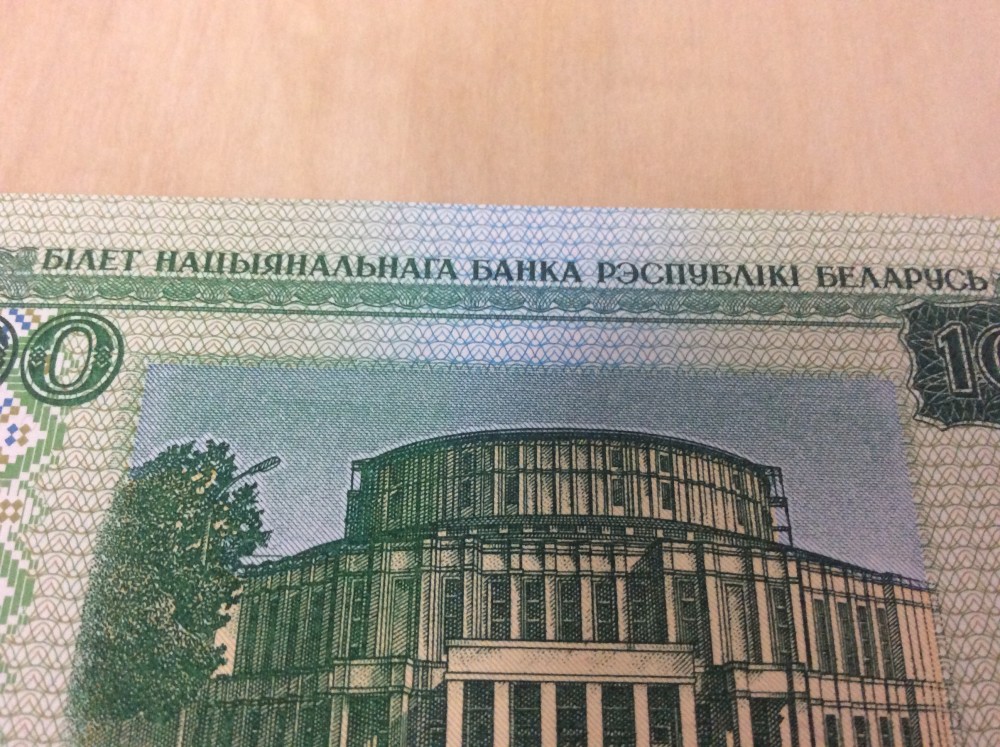 БІЛЕТ НАЦЫЯНАЛЬНАГА БАНКА РЭСПУБЛІКІ БЕЛАРУСЬ